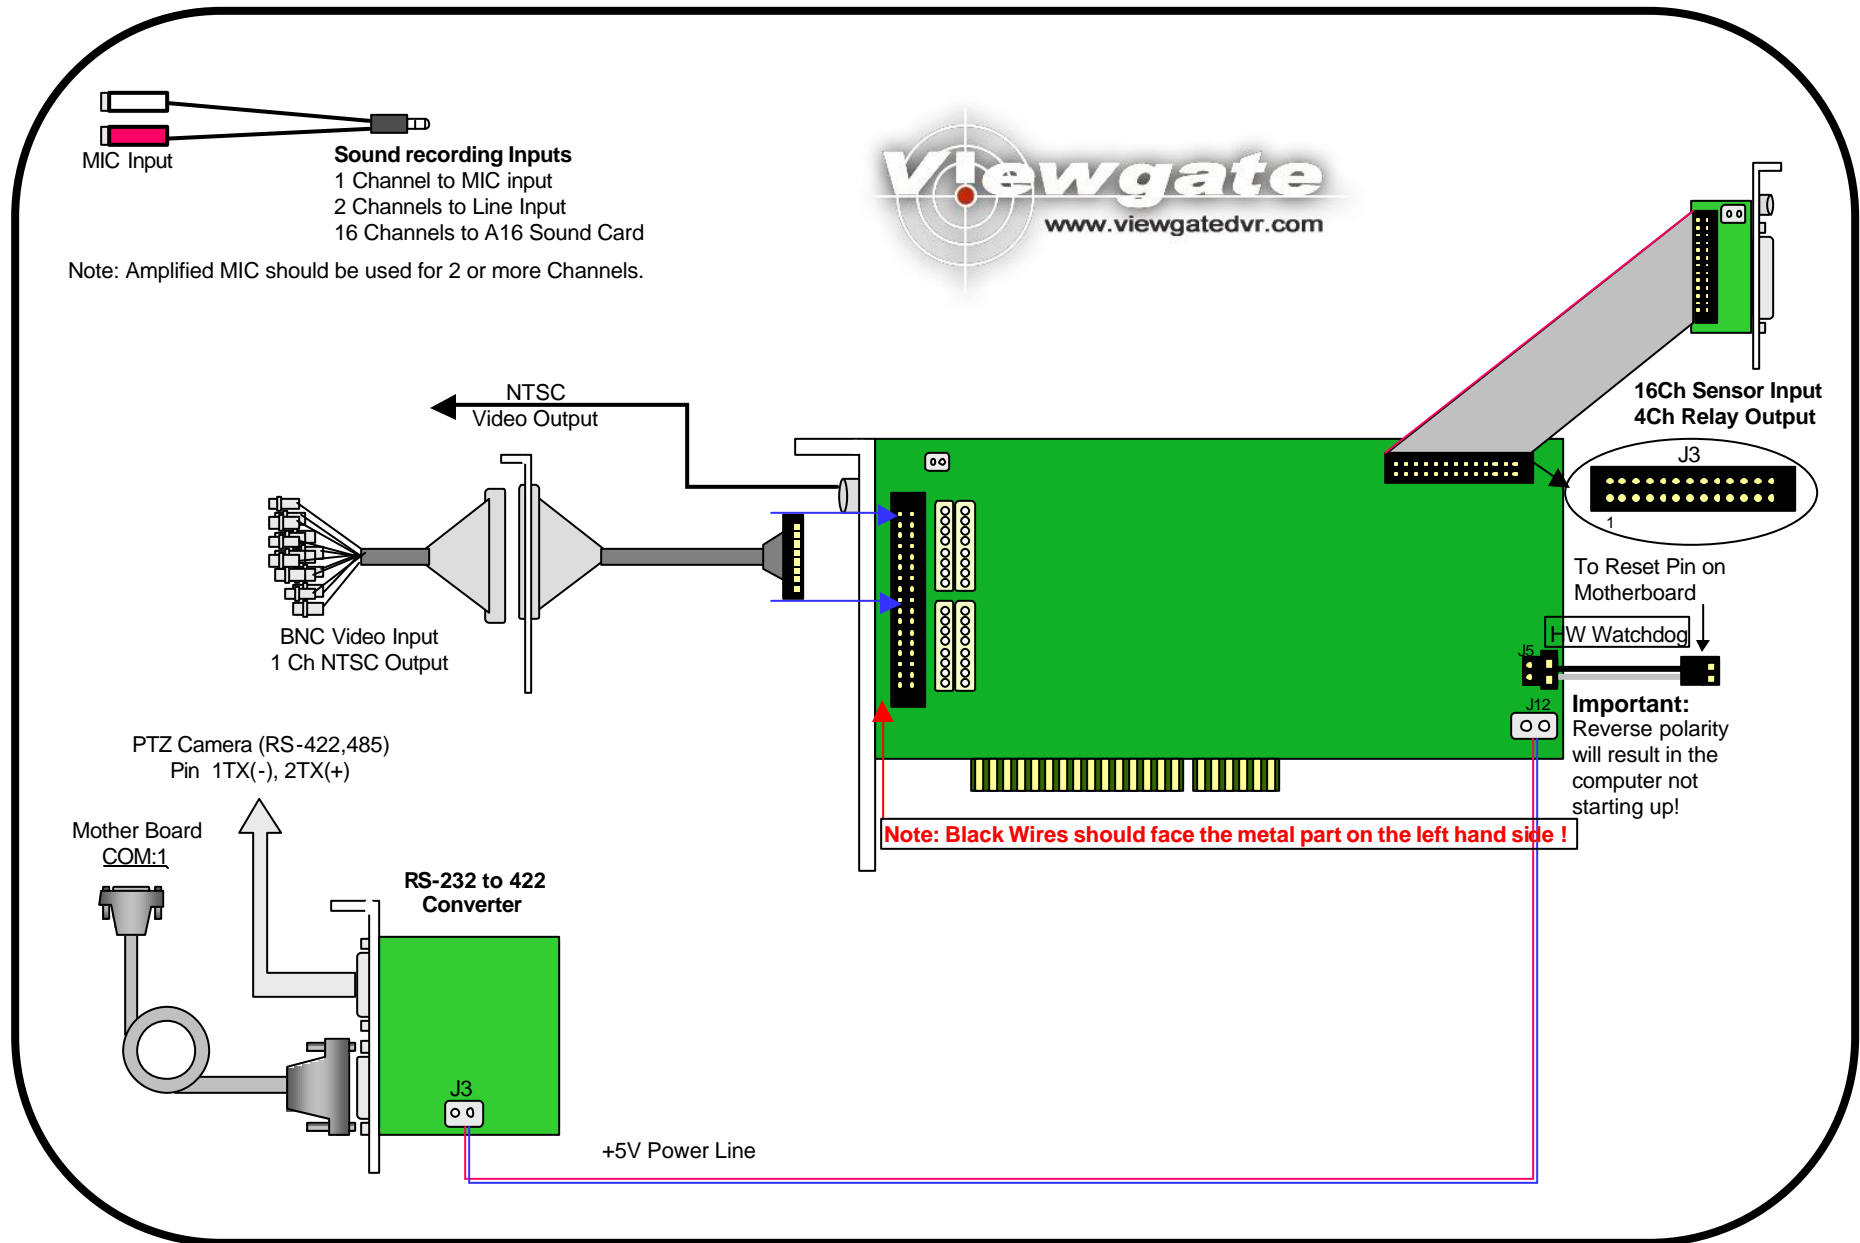 MIC Input
Sound recording Inputs
1 Channel to MIC input
2 Channels to Line Input
16 Channels to A16 Sound Card
Note: Amplified MIC should be used for 2 or more Channels.
Viewgate
www.viewgatedvr.com
16Ch Sensor Input
4Ch Relay Output
J3
1
NTSC
Video Output
BNC Video Input
1 Ch NTSC Output
To Reset Pin on
Motherboard
HW Watchdog
J5
J12
Important:
Reverse polarity
will result in the
computer not
starting up!
Note: Black Wires should face the metal part on the left hand side !
PTZ Camera (RS-422,485)
Pin 1TX(-), 2TX(+)
Mother Board
COM:1
RS-232 to 422
Converter
J3
+5V Power Line